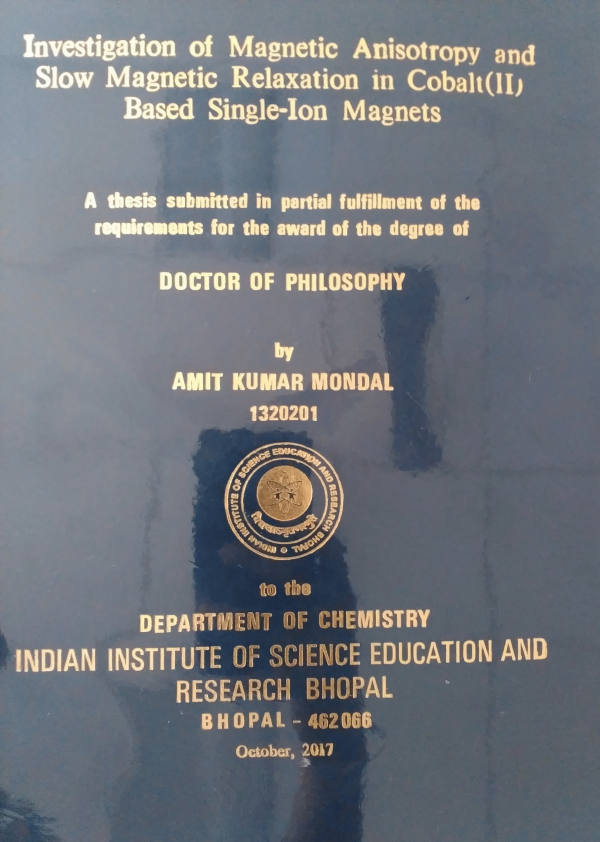 Investigation of Magnetic Anisotropy and
Slow Magnetic Relaxation in Cobalt(II)
Based Single-Ion Magnets
A thesis submitted in partial fulfillment of the
requirements for the award of the degree of
DOCTOR OF PHILOSOPHY
by
AMIT KUMAR MONDAL
1320201
INDIAN INSTITUTE OF SCIENCE EDUCATION AND RESEARCH BHOPAL
to the
DEPARTMENT OF CHEMISTRY
INDIAN INSTITUTE OF SCIENCE EDUCATION AND
RESEARCH BHOPAL
BHOPAL - 462 066
October, 2017